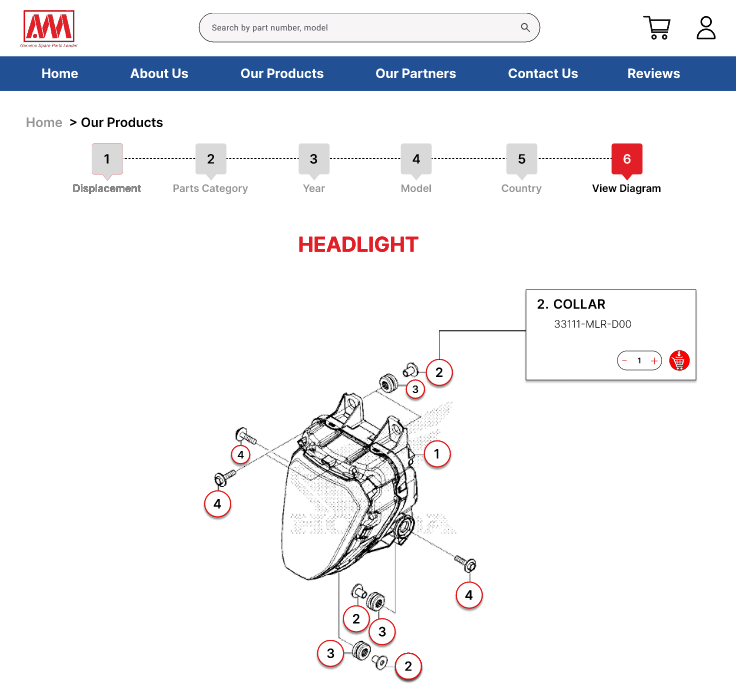 AMM
Genuine Spare Parts Leader
Search by part number, model
Home About Us Our Products Our Partners Contact Us Reviews
Home > Our Products
1 2 3 4 5 6
Displacement Parts Category Year Model Country View Diagram
HEADLIGHT
2. COLLAR
33111-MLR-D00
- 1 +
2
3
4
1
4
HONDA
4
2
3
3
2